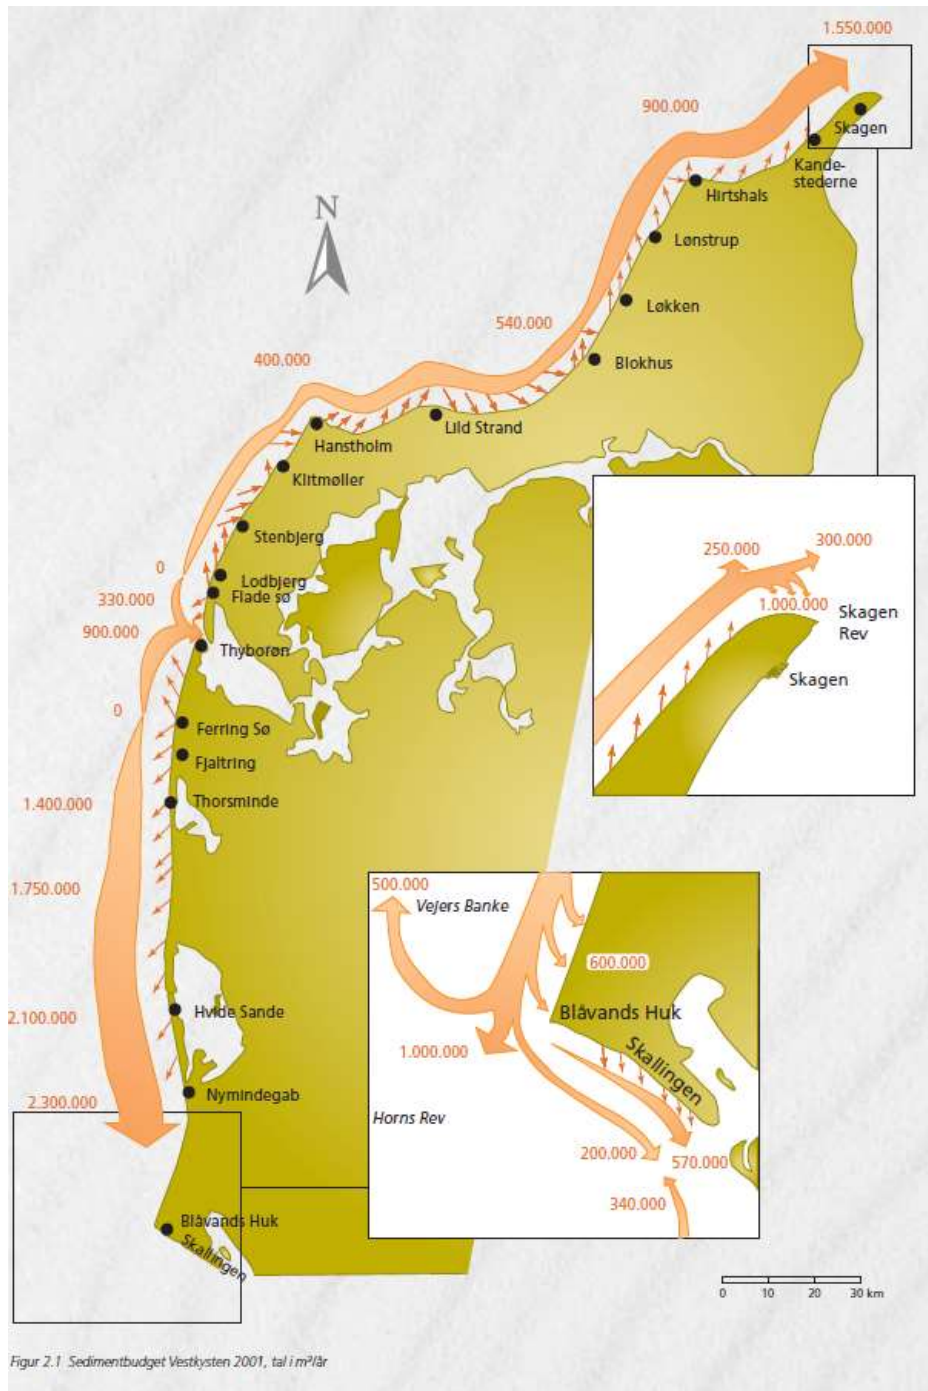 1.550.000
900.000
Skagen
Kande-
stederne
Hirtshals
N
Lønstrup
Løkken
540.000
Blokhus
400.000
Lild Strand
Hanstholm
Klitmøller
Stenbjerg
0
Lodbjerg
Flade sø
330.000
900.000
Thyborøn
0
Ferring Sø
Fjaltring
Thorsminde
1.400.000
1.750.000
Hvide Sande
2.100.000
Nymindegab
2.300.000
Blåvands Huk
Skallingen
250.000
300.000
1.000.000
Skagen
Rev
Skagen
500.000
Vejers Banke
600.000
Blåvands Huk
1.000.000
Skallingen
Horns Rev
200.000
570.000
340.000
0 10 20 30 km
Figur 2.1 Sedimentbudget Vestkysten 2001, tal i m³/år